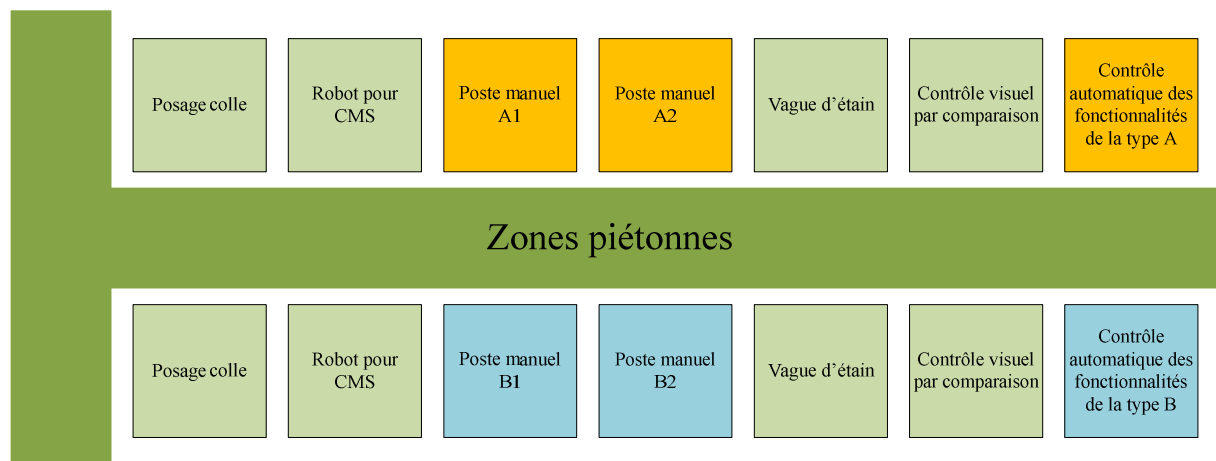 Posage colle
Robot pour
CMS
Poste manuel
A1
Poste manuel
A2
Vague d'étain
Contrôle visuel
par comparaison
Contrôle
automatique des
fonctionnalités
de la type A
Zones piétonnes
Posage colle
Robot pour
CMS
Poste manuel
B1
Poste manuel
B2
Vague d'étain
Contrôle visuel
par comparaison
Contrôle
automatique des
fonctionnalités
de la type B